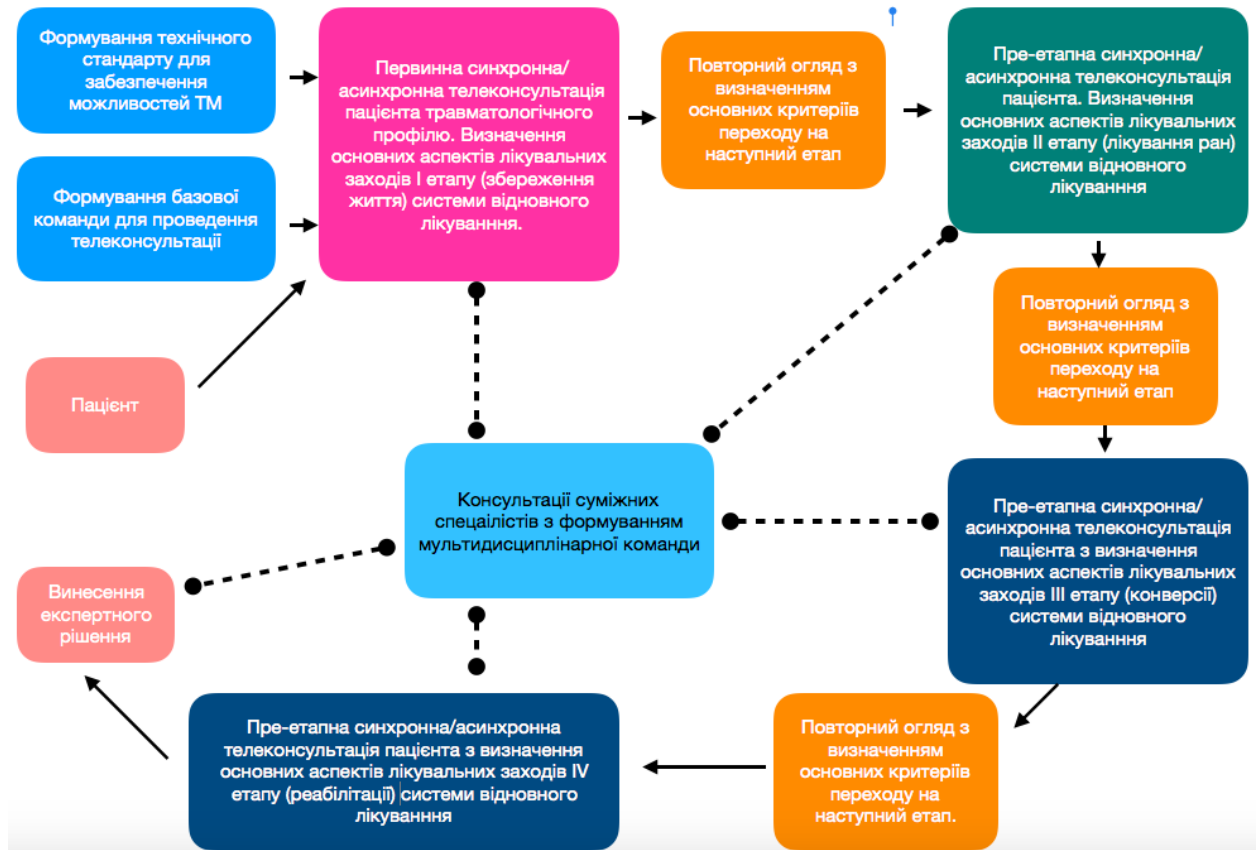 Формування технічного
стандарту для
забезпечення
можливостей ТМ
Первинна синхронна/
асинхронна телеконсультація
пацієнта травматологічного
профілю. Визначення
основних аспектів лікувальних
заходів І етапу (збереження
життя) системи відновного
лікуванння.
Повторний огляд з
визначенням
основних критеріїв
переходу на
наступний етап
Пре-етапна синхронна/
асинхронна телеконсультація
пацієнта. Визначення
основних аспектів лікувальних
заходів ІІ етапу (лікування ран)
системи відновного
лікуванння
Формування базової
команди для проведення
телеконсультації
Повторний огляд з
визначенням
основних критеріїв
переходу на
наступний етап
Пацієнт
Консультації суміжних
спецаілістів з формуванням
мультидисциплінарної команди
Пре-етапна синхронна/
асинхронна телеконсультація
пацієнта з визначення
основних аспектів лікувальних
заходів ІІІ етапу (конверсії)
системи відновного
лікуванння
Винесення
експертного
рішення
Пре-етапна синхронна/асинхронна
телеконсультація пацієнта з визначення
основних аспектів лікувальних заходів IV
етапу (реабілітації) системи відновного
лікуванння
Повторний огляд з
визначенням
основних критеріїв
переходу на
наступний етап.